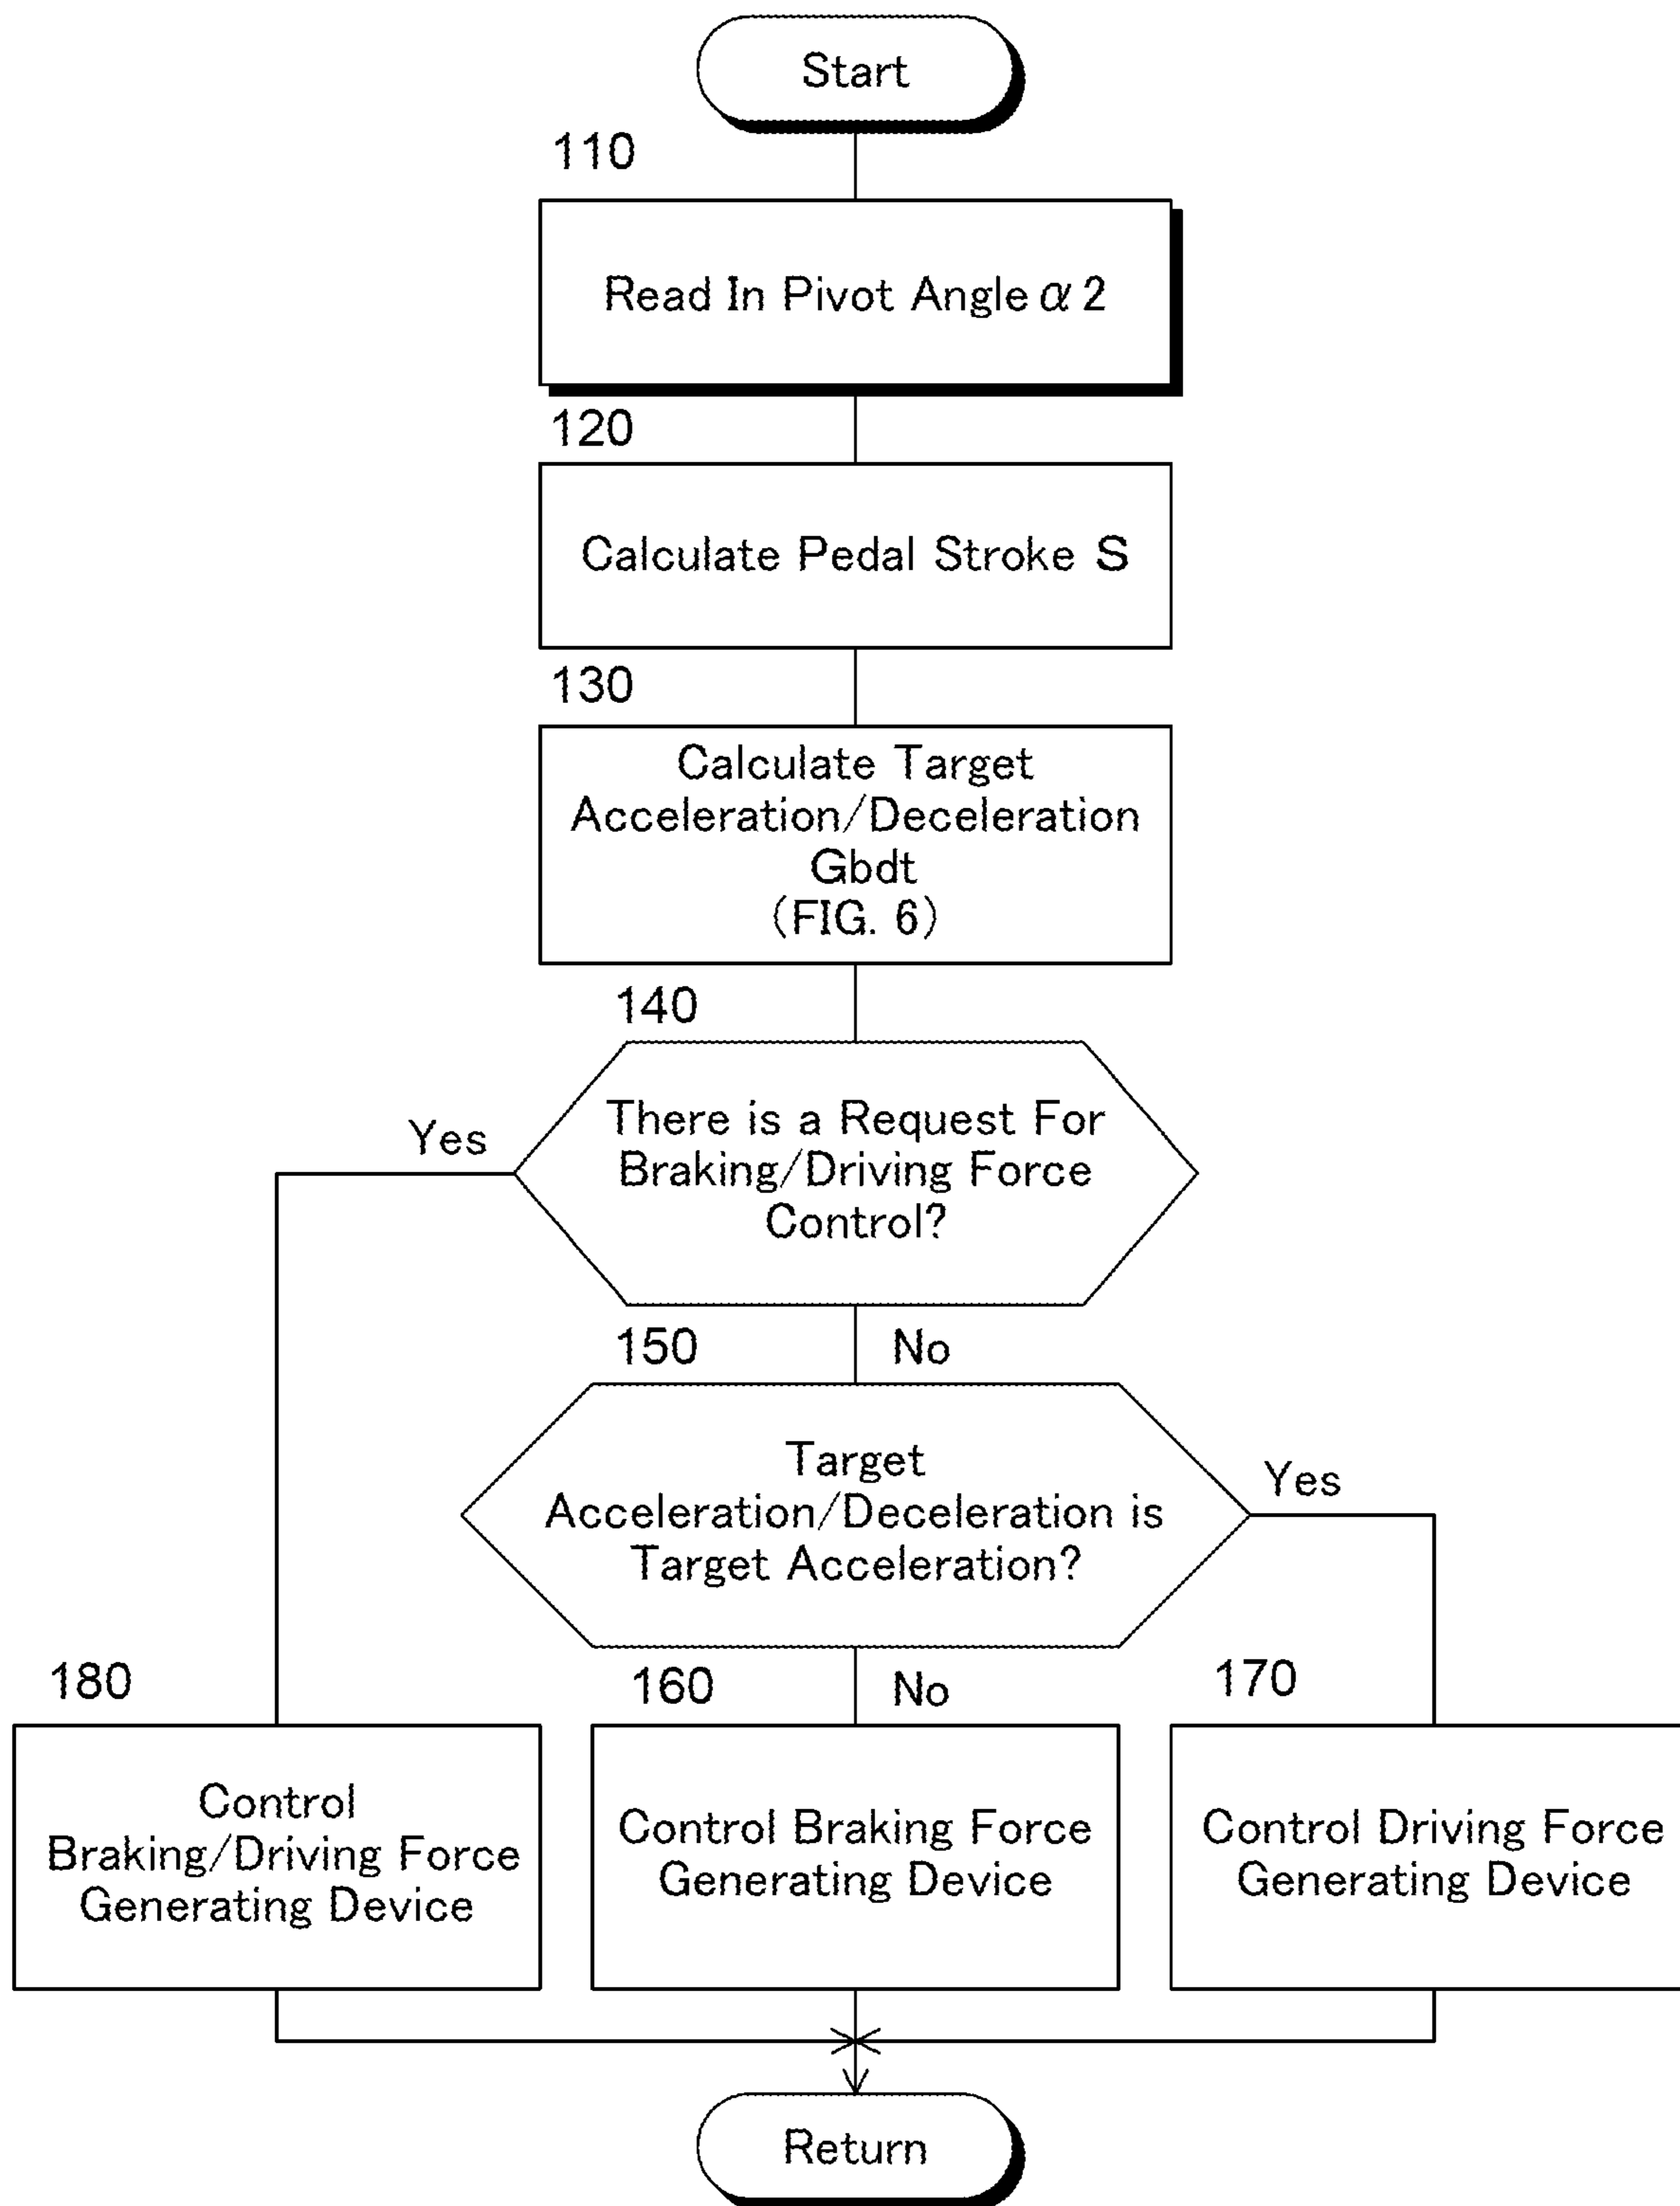 Start
110
Read In Pivot Angle α2
120
Calculate Pedal Stroke S
130
Calculate Target
Acceleration/Deceleration
Gbdt
(FIG. 6)
140
There is a Request For
Braking/Driving Force
Control?
Yes
150
No
Target
Acceleration/Deceleration is
Target Acceleration?
Yes
180
Control
Braking/Driving Force
Generating Device
160
No
Control Braking Force
Generating Device
170
Control Driving Force
Generating Device
Return